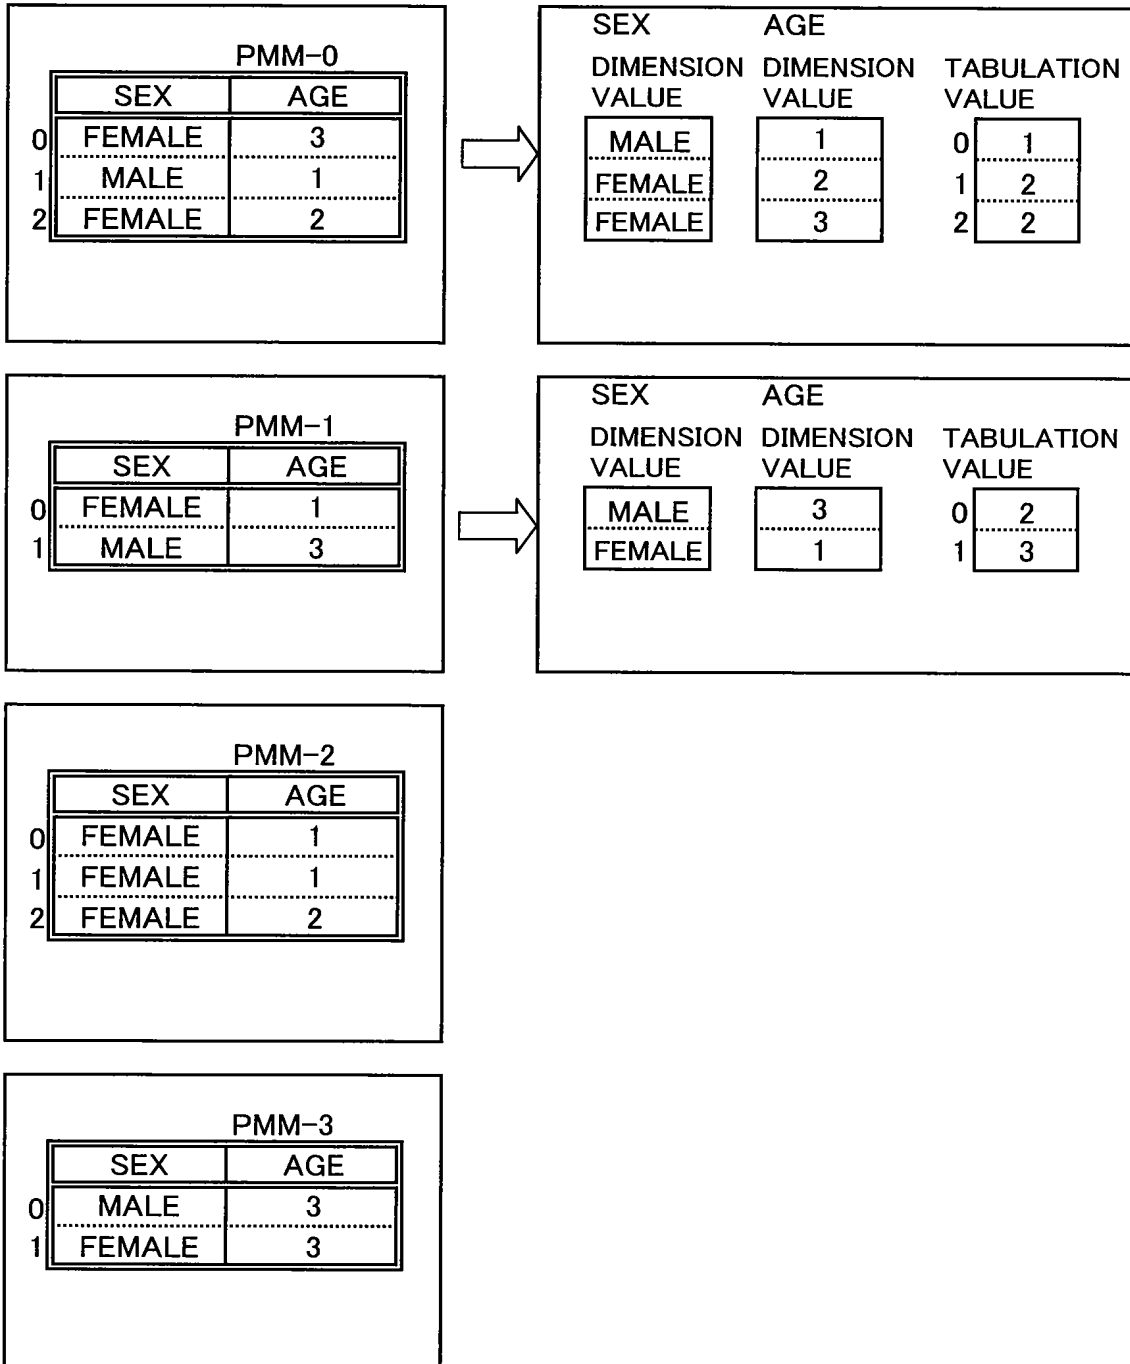 PMM-0
SEX AGE
0 FEMALE 3
1 MALE 1
2 FEMALE 2
SEX AGE
DIMENSION DIMENSION TABULATION
VALUE VALUE VALUE
MALE 1 0 1
FEMALE 2 1 2
FEMALE 3 2 2
PMM-1
SEX AGE
0 FEMALE 1
1 MALE 3
SEX AGE
DIMENSION DIMENSION TABULATION
VALUE VALUE VALUE
MALE 3 0 2
FEMALE 1 1 3
PMM-2
SEX AGE
0 FEMALE 1
1 FEMALE 1
2 FEMALE 2
PMM-3
SEX AGE
0 MALE 3
1 FEMALE 3